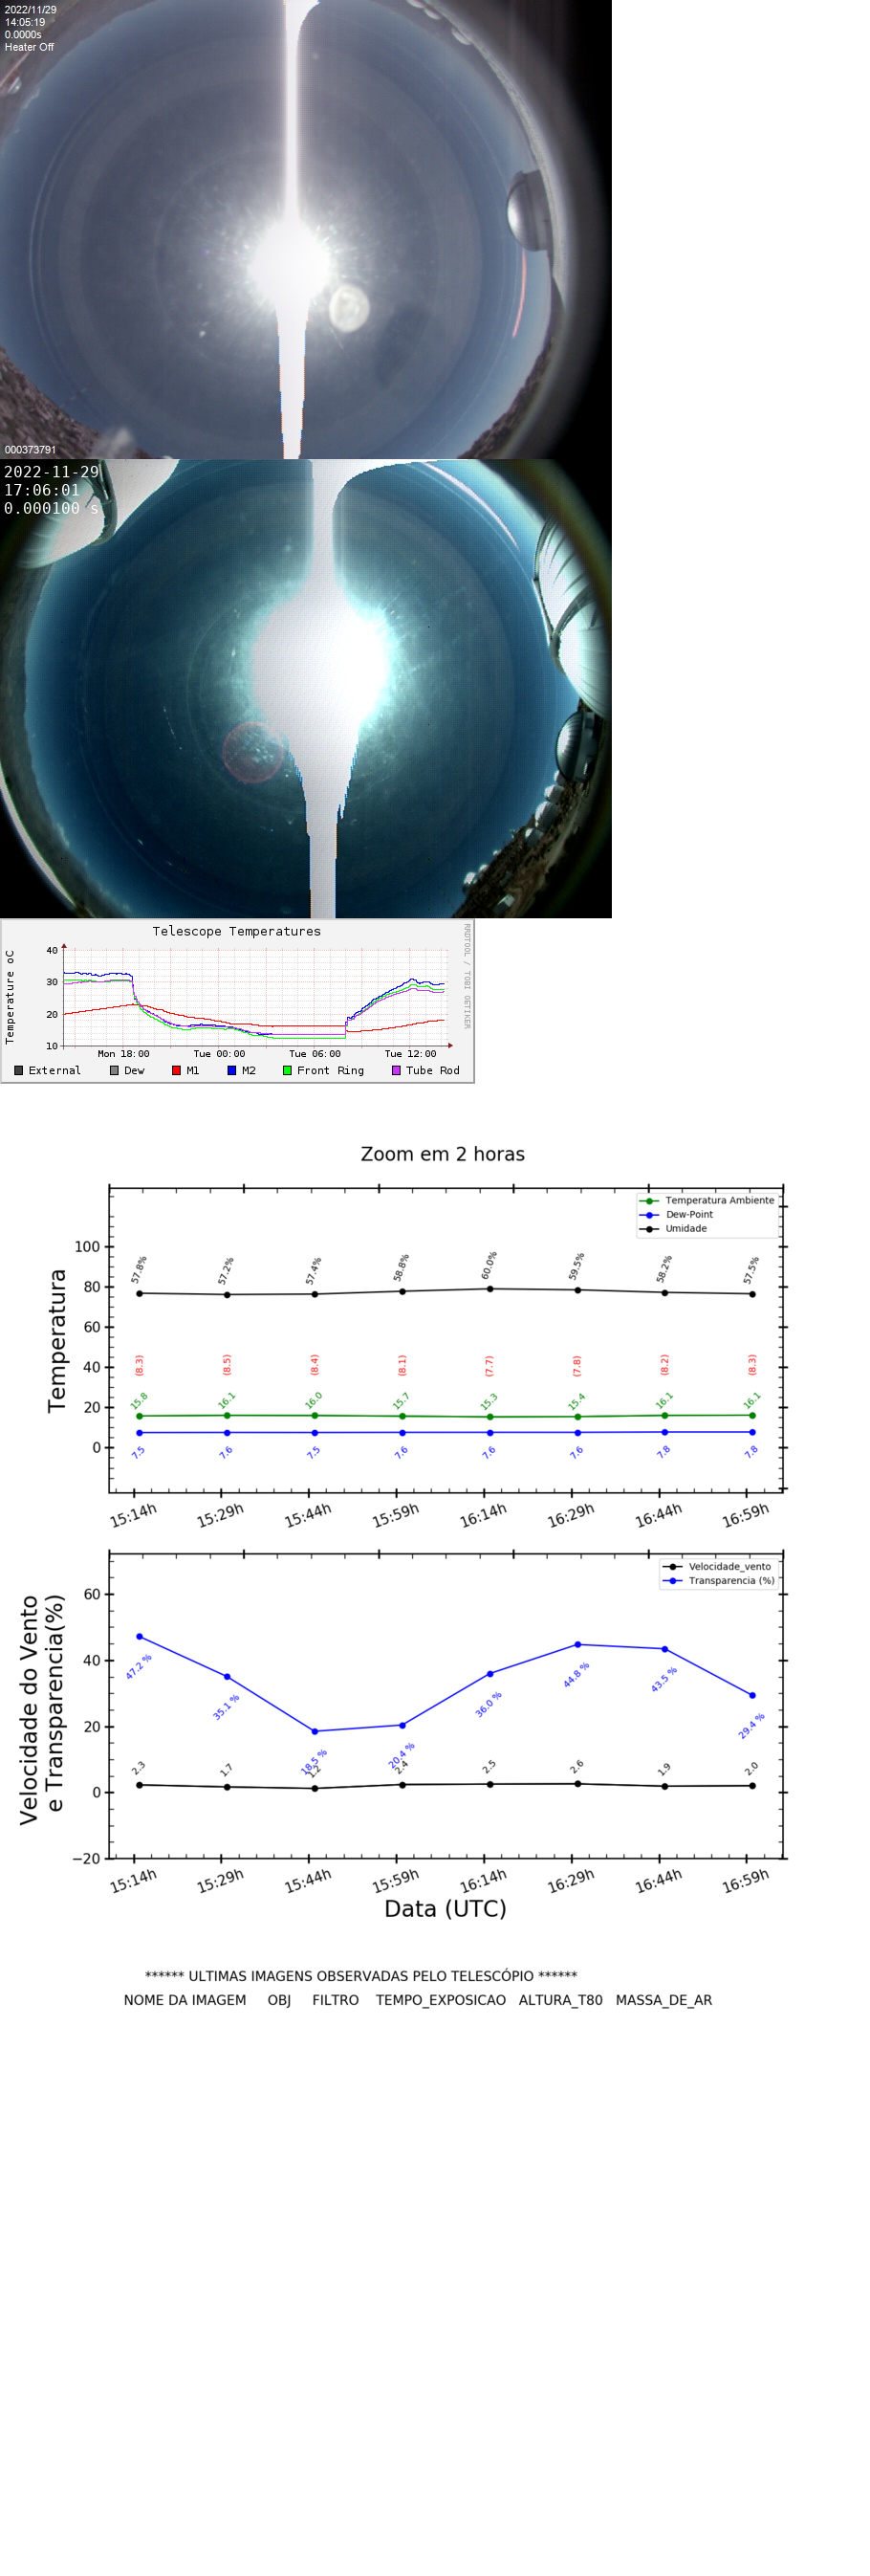 2022/11/29
14:05:19
0.0000s
Heater Off
000373791
2022-11-29
17:06:01
0.000100 s
Telescope Temperatures
RRDTOOL / TOBI OETIKER
Temperature oC
40
30
20
10
Mon 18:00 Tue 00:00 Tue 06:00 Tue 12:00
External Dew M1 M2 Front Ring Tube Rod
Zoom em 2 horas
Temperatura Ambiente
Dew-Point
Umidade
Temperatura
100
80
60
40
20
0
57.8% 57.2% 57.4% 58.8% 60.0% 59.5% 58.2% 57.5%
(8.3) (8.5) (8.4) (8.1) (7.7) (7.8) (8.2) (8.3)
15.8 16.1 16.0 15.7 15.3 15.4 16.1 16.1
7.5 7.6 7.5 7.6 7.6 7.6 7.8 7.8
15:14h 15:29h 15:44h 15:59h 16:14h 16:29h 16:44h 16:59h
Velocidade_vento
Transparencia (%)
Velocidade do Vento
e Transparencia(%)
60
40
20
0
−20
47.2 % 35.1 % 18.5 % 20.4 % 36.0 % 44.8 % 43.5 % 29.4 %
2.3 1.7 1.2 2.4 2.5 2.6 1.9 2.0
15:14h 15:29h 15:44h 15:59h 16:14h 16:29h 16:44h 16:59h
Data (UTC)
****** ULTIMAS IMAGENS OBSERVADAS PELO TELESCÓPIO ******
NOME DA IMAGEM OBJ FILTRO TEMPO_EXPOSICAO ALTURA_T80 MASSA_DE_AR